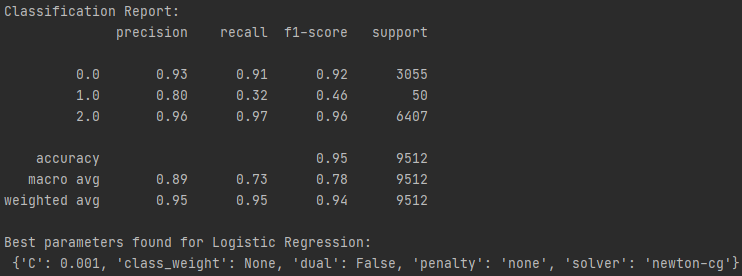 Classification Report:
precision recall f1-score support
0.0 0.93 0.91 0.92 3055
1.0 0.80 0.32 0.46 50
2.0 0.96 0.97 0.96 6407
accuracy 0.95 9512
macro avg 0.89 0.73 0.78 9512
weighted avg 0.95 0.95 0.94 9512
Best parameters found for Logistic Regression:
{'C': 0.001, 'class_weight': None, 'dual': False, 'penalty': 'none', 'solver': 'newton-cg'}